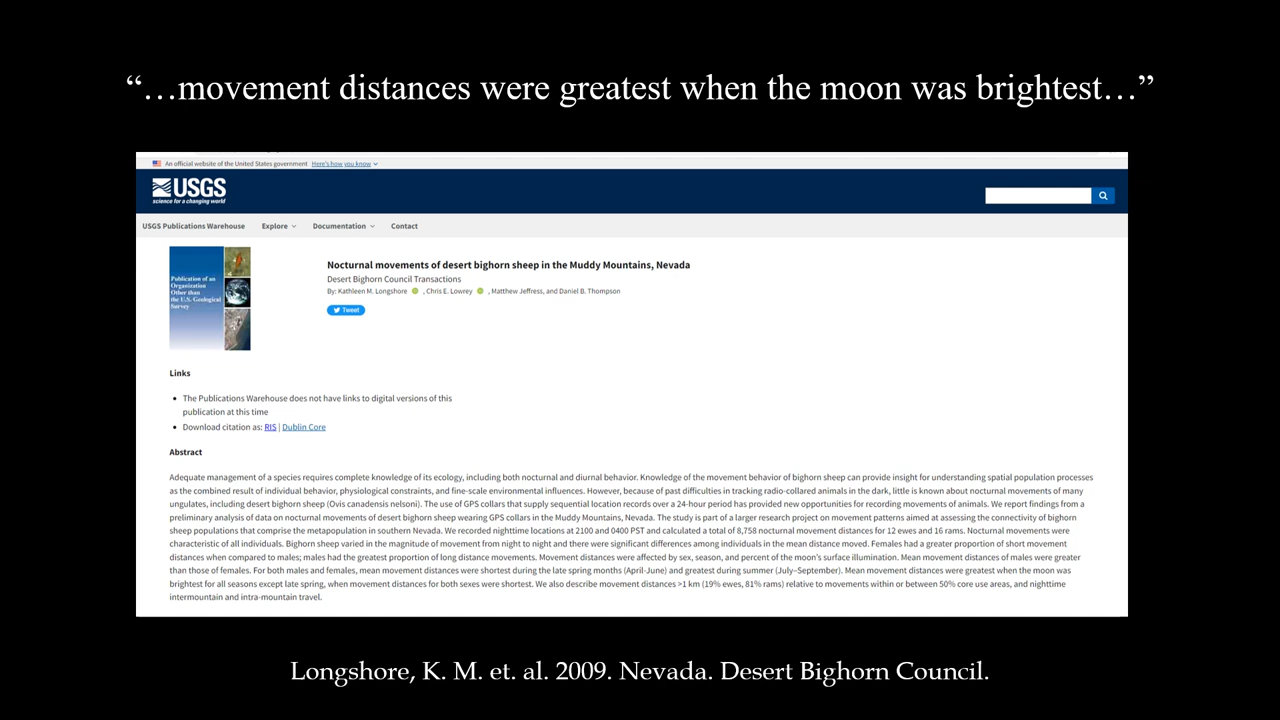 “…movement distances were greatest when the moon was brightest…”
An official website of the United States government Here's how you know
USGS
science for a changing world
USGS Publications Warehouse Explore Documentation Contact
Publication of an
Organization
Other than
the U.S. Geological
Survey
Nocturnal movements of desert bighorn sheep in the Muddy Mountains, Nevada
Desert Bighorn Council Transactions
By: Kathleen M. Longshore , Chris E. Lowrey , Matthew Jeffress, and Daniel B. Thompson
Tweet
Links
• The Publications Warehouse does not have links to digital versions of this
publication at this time
• Download citation as: RIS | Dublin Core
Abstract
Adequate management of a species requires complete knowledge of its ecology, including both nocturnal and diurnal behavior. Knowledge of the movement behavior of bighorn sheep can provide insight for understanding spatial population processes
as the combined result of individual behavior, physiological constraints, and fine-scale environmental influences. However, because of past difficulties in tracking radio-collared animals in the dark, little is known about nocturnal movements of many
ungulates, including desert bighorn sheep (Ovis canadensis nelsoni). The use of GPS collars that supply sequential location records over a 24-hour period has provided new opportunities for recording movements of animals. We report findings from a
preliminary analysis of data on nocturnal movements of desert bighorn sheep wearing GPS collars in the Muddy Mountains, Nevada. The study is part of a larger research project on movement patterns aimed at assessing the connectivity of bighorn
sheep populations that comprise the metapopulation in southern Nevada. We recorded nighttime locations at 2100 and 0400 PST and calculated a total of 8,758 nocturnal movement distances for 12 ewes and 16 rams. Nocturnal movements were
characteristic of all individuals. Bighorn sheep varied in the magnitude of movement from night to night and there were significant differences among individuals in the mean distance moved. Females had a greater proportion of short movement
distances when compared to males; males had the greatest proportion of long distance movements. Movement distances were affected by sex, season, and percent of the moon's surface illumination. Mean movement distances of males were greater
than those of females. For both males and females, mean movement distances were shortest during the late spring months (April-June) and greatest during summer (July–September). Mean movement distances were greatest when the moon was
brightest for all seasons except late spring, when movement distances for both sexes were shortest. We also describe movement distances >1 km (19% ewes, 81% rams) relative to movements within or between 50% core use areas, and nighttime
intermountain and intra-mountain travel.
Longshore, K. M. et. al. 2009. Nevada. Desert Bighorn Council.